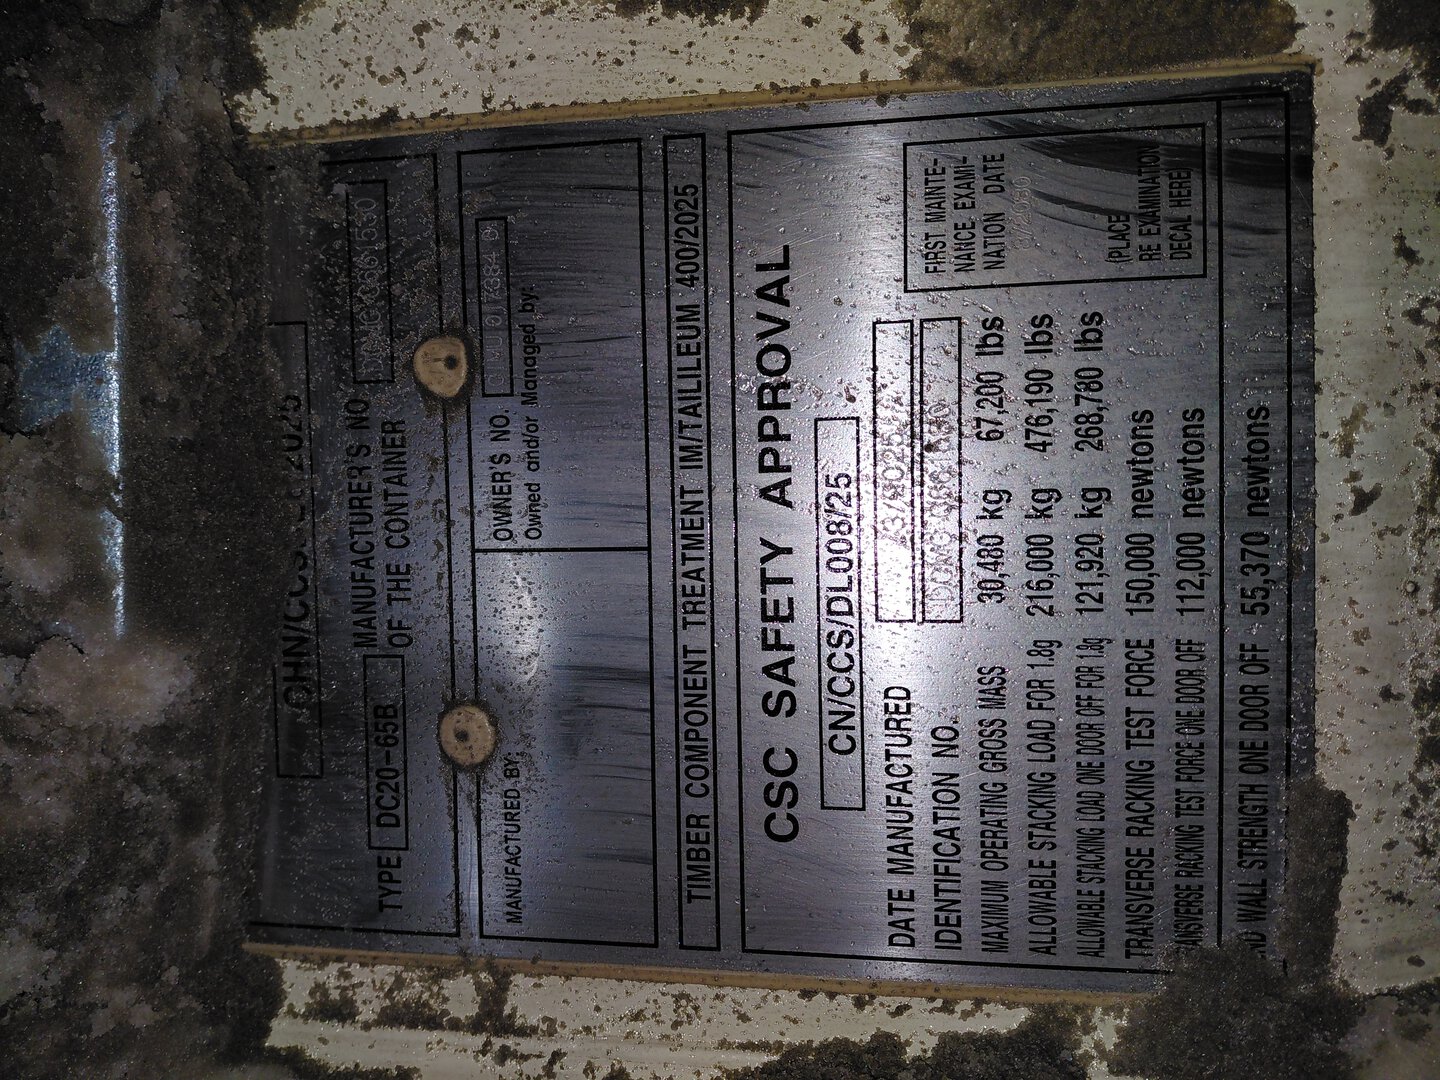 2025
TYPE DC20-65B MANUFACTURER'S NO
OF THE CONTAINER
MANUFACTURED BY:
OWNER'S NO.
Owned and/or Managed by:
TIMBER COMPONENT TREATMENT IM/TAILILEUM 400/2025
CSC SAFETY APPROVAL
CN/CCS/DL008/25
DATE MANUFACTURED
IDENTIFICATION NO.
MAXIMUM OPERATING GROSS MASS 30,480 kg 67,200 lbs
ALLOWABLE STACKING LOAD FOR 1.8g 216,000 kg 476,190 lbs
ALLOWABLE STACKING LOAD ONE DOOR OFF FOR 1.8g 121,920 kg 268,780 lbs
TRANSVERSE RACKING TEST FORCE 150,000 newtons
RACKING TEST FORCE ONE DOOR OFF 112,000 newtons
WALL STRENGTH ONE DOOR OFF 55,370 newtons
FIRST MAINTE-
NANCE EXAMI-
NATION DATE
(PLACE
RE EXAMINATION
DECAL HERE)